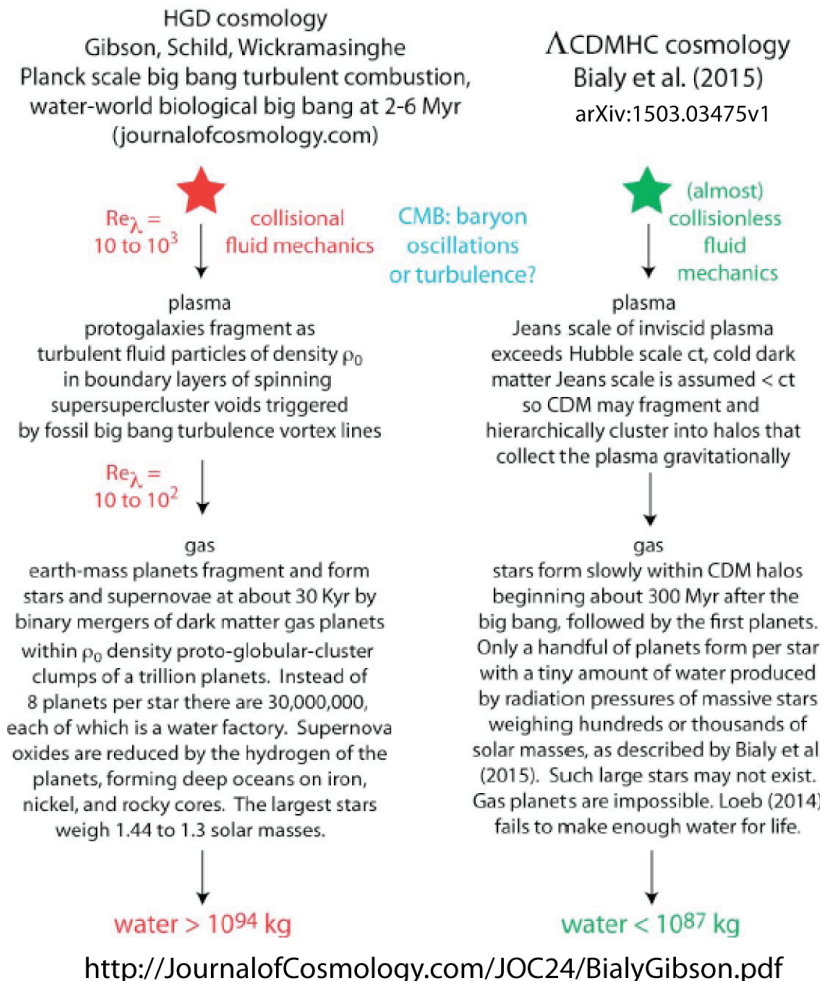 HGD cosmology
Gibson, Schild, Wickramasinghe
Planck scale big bang turbulent combustion,
water-world biological big bang at 2-6 Myr
(journalofcosmology.com)
Reλ =
10 to 10³
collisional
fluid mechanics
plasma
protogalaxies fragment as
turbulent fluid particles of density ρ₀
in boundary layers of spinning
supersupercluster voids triggered
by fossil big bang turbulence vortex lines
Reλ =
10 to 10²
gas
earth-mass planets fragment and form
stars and supernovae at about 30 Kyr by
binary mergers of dark matter gas planets
within ρ₀ density proto-globular-cluster
clumps of a trillion planets. Instead of
8 planets per star there are 30,000,000,
each of which is a water factory. Supernova
oxides are reduced by the hydrogen of the
planets, forming deep oceans on iron,
nickel, and rocky cores. The largest stars
weigh 1.44 to 1.3 solar masses.
water > 10⁹⁴ kg
CMB: baryon
oscillations
or turbulence?
ΛCDMHC cosmology
Bialy et al. (2015)
arXiv:1503.03475v1
(almost)
collisionless
fluid
mechanics
plasma
Jeans scale of inviscid plasma
exceeds Hubble scale ct, cold dark
matter Jeans scale is assumed < ct
so CDM may fragment and
hierarchically cluster into halos that
collect the plasma gravitationally
gas
stars form slowly within CDM halos
beginning about 300 Myr after the
big bang, followed by the first planets.
Only a handful of planets form per star
with a tiny amount of water produced
by radiation pressures of massive stars
weighing hundreds or thousands of
solar masses, as described by Bialy et al
(2015). Such large stars may not exist.
Gas planets are impossible. Loeb (2014)
fails to make enough water for life.
water < 10⁸⁷ kg
http://JournalofCosmology.com/JOC24/BialyGibson.pdf